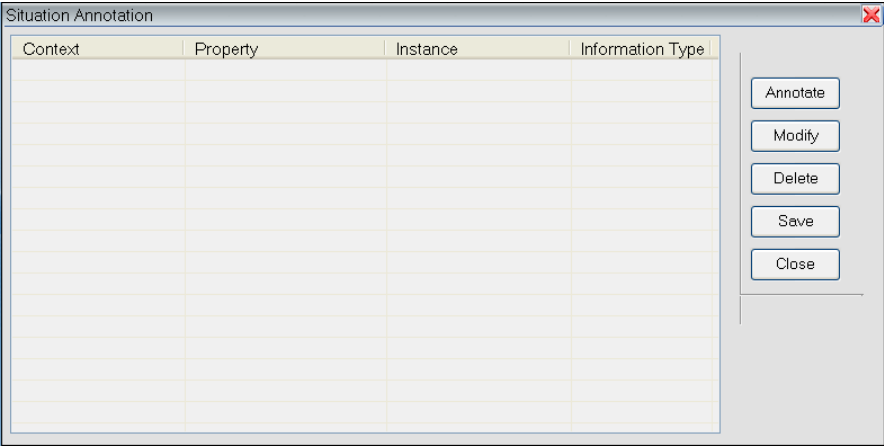 Situation Annotation
Context Property Instance Information Type
Annotate
Modify
Delete
Save
Close